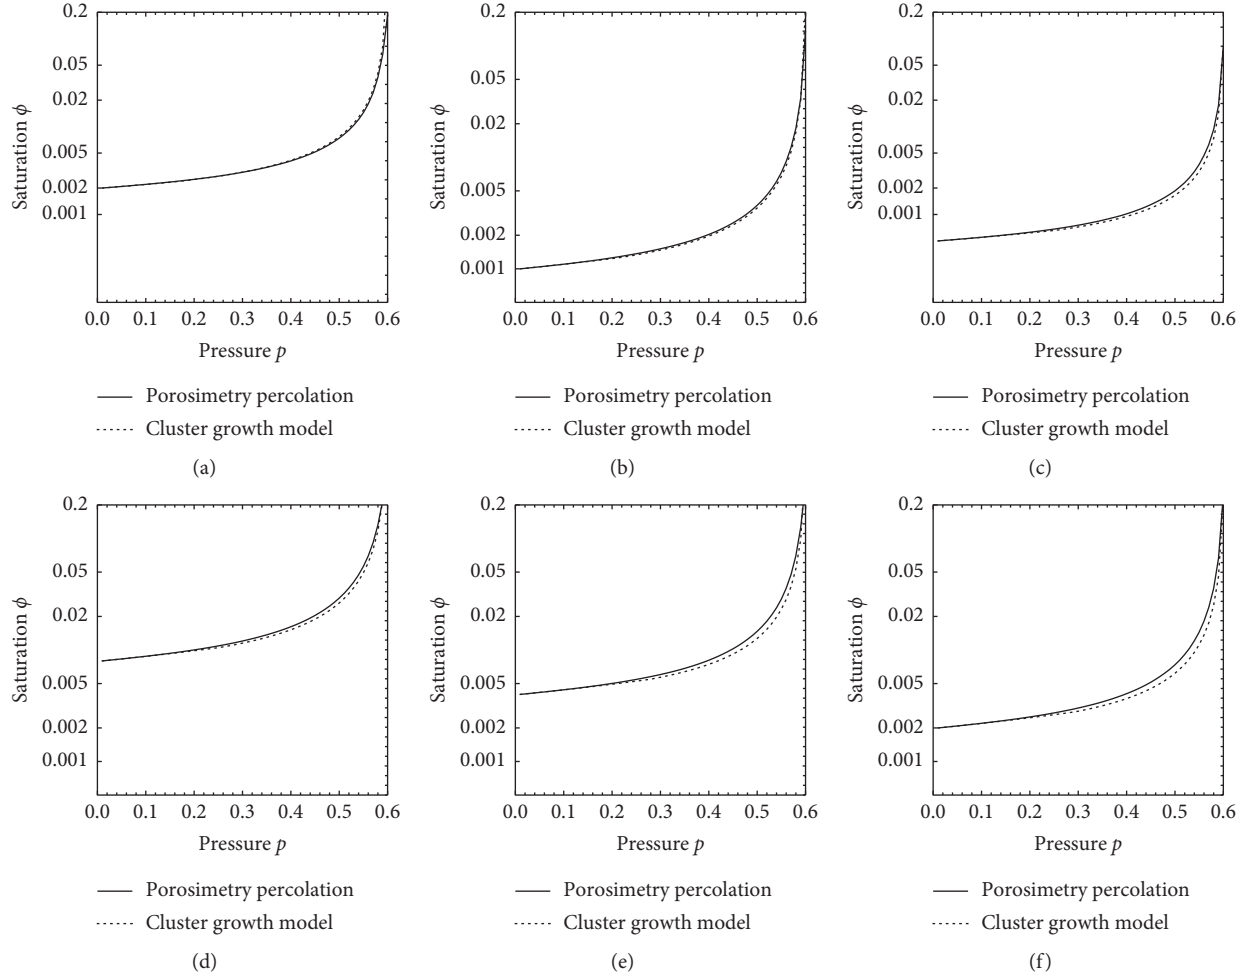 0.2
0.05
0.02
0.005
0.002
0.001
Saturation ϕ
0.0 0.1 0.2 0.3 0.4 0.5 0.6
Pressure p
Porosimetry percolation
Cluster growth model
(a)
0.2
0.05
0.02
0.005
0.002
0.001
Saturation ϕ
0.0 0.1 0.2 0.3 0.4 0.5 0.6
Pressure p
Porosimetry percolation
Cluster growth model
(b)
0.2
0.05
0.02
0.005
0.002
0.001
Saturation ϕ
0.0 0.1 0.2 0.3 0.4 0.5 0.6
Pressure p
Porosimetry percolation
Cluster growth model
(c)
0.2
0.05
0.02
0.005
0.002
0.001
Saturation ϕ
0.0 0.1 0.2 0.3 0.4 0.5 0.6
Pressure p
Porosimetry percolation
Cluster growth model
(d)
0.2
0.05
0.02
0.005
0.002
0.001
Saturation ϕ
0.0 0.1 0.2 0.3 0.4 0.5 0.6
Pressure p
Porosimetry percolation
Cluster growth model
(e)
0.2
0.05
0.02
0.005
0.002
0.001
Saturation ϕ
0.0 0.1 0.2 0.3 0.4 0.5 0.6
Pressure p
Porosimetry percolation
Cluster growth model
(f)